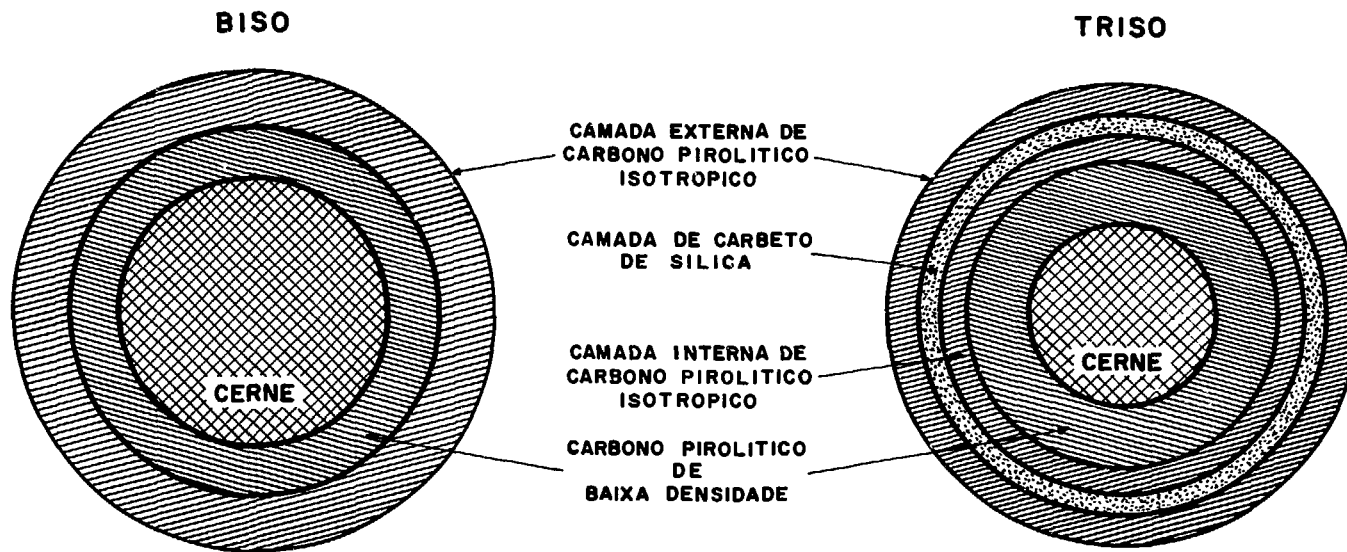 BISO
TRISO
CAMADA EXTERNA DE
CARBONO PIROLITICO
ISOTROPICO
CAMADA DE CARBETO
DE SILICA
CAMADA INTERNA DE
CARBONO PIROLITICO
ISOTROPICO
CARBONO PIROLITICO
DE
BAIXA DENSIDADE
CERNE
CERNE